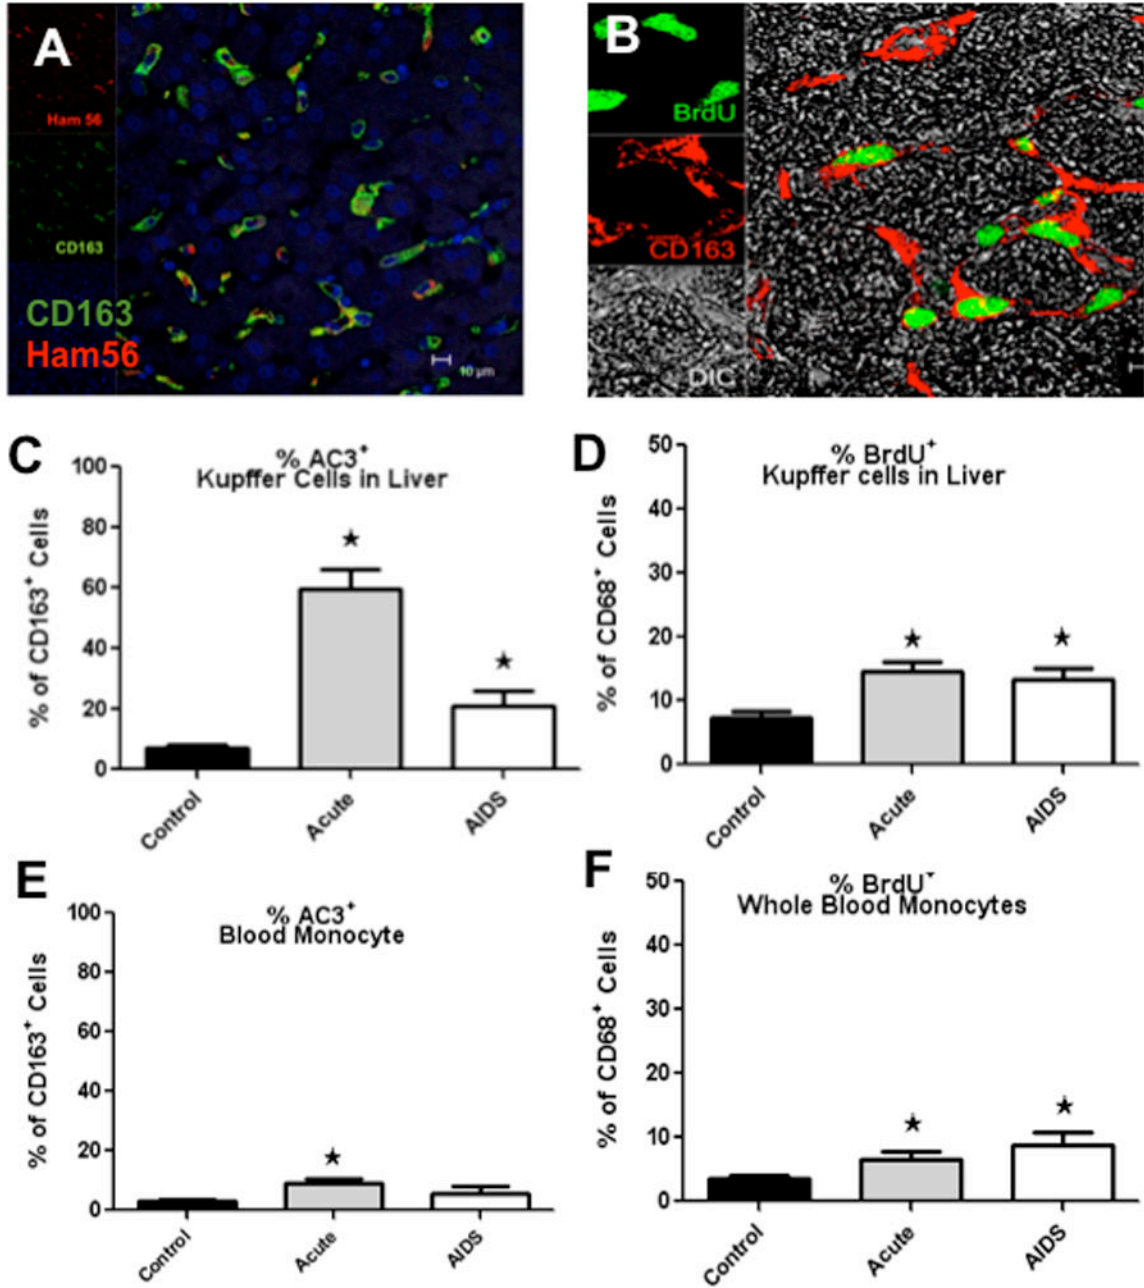 A
Ham 56
CD163
CD163
Ham56
10 µm
B
BrdU
CD163
DIC
C
% AC3⁺
Kupffer Cells in Liver
% of CD163⁺ Cells
100
80
60
40
20
0
★
★
Control
Acute
AIDS
D
% BrdU⁺
Kupffer cells in Liver
% of CD68⁺ Cells
50
40
30
20
10
0
★
★
Control
Acute
AIDS
E
% AC3⁺
Blood Monocyte
% of CD163⁺ Cells
100
80
60
40
20
0
★
Control
Acute
AIDS
F
% BrdU⁺
Whole Blood Monocytes
% of CD68⁺ Cells
50
40
30
20
10
0
★
★
Control
Acute
AIDS